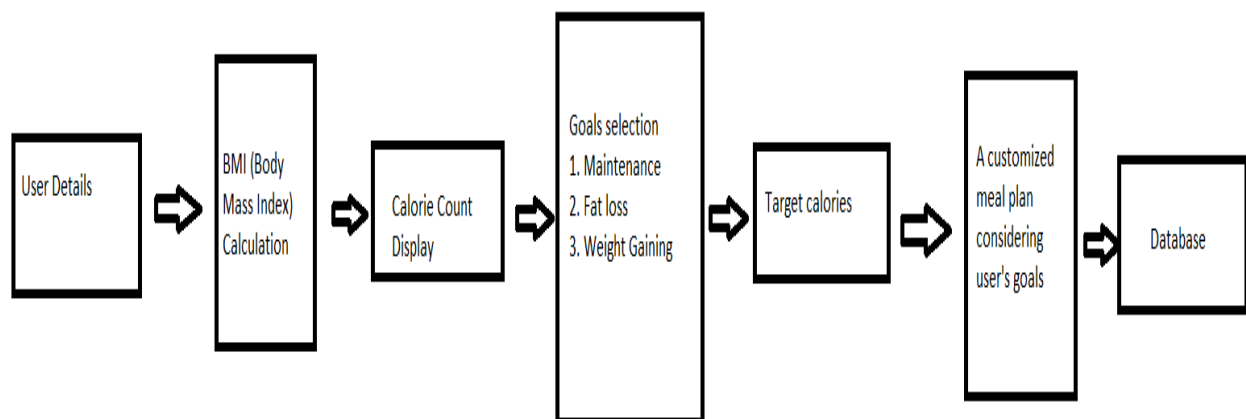 User Details
BMI (Body
Mass Index)
Calculation
Calorie Count
Display
Goals selection
1. Maintenance
2. Fat loss
3. Weight Gaining
Target calories
A customized
meal plan
considering
user's goals
Database